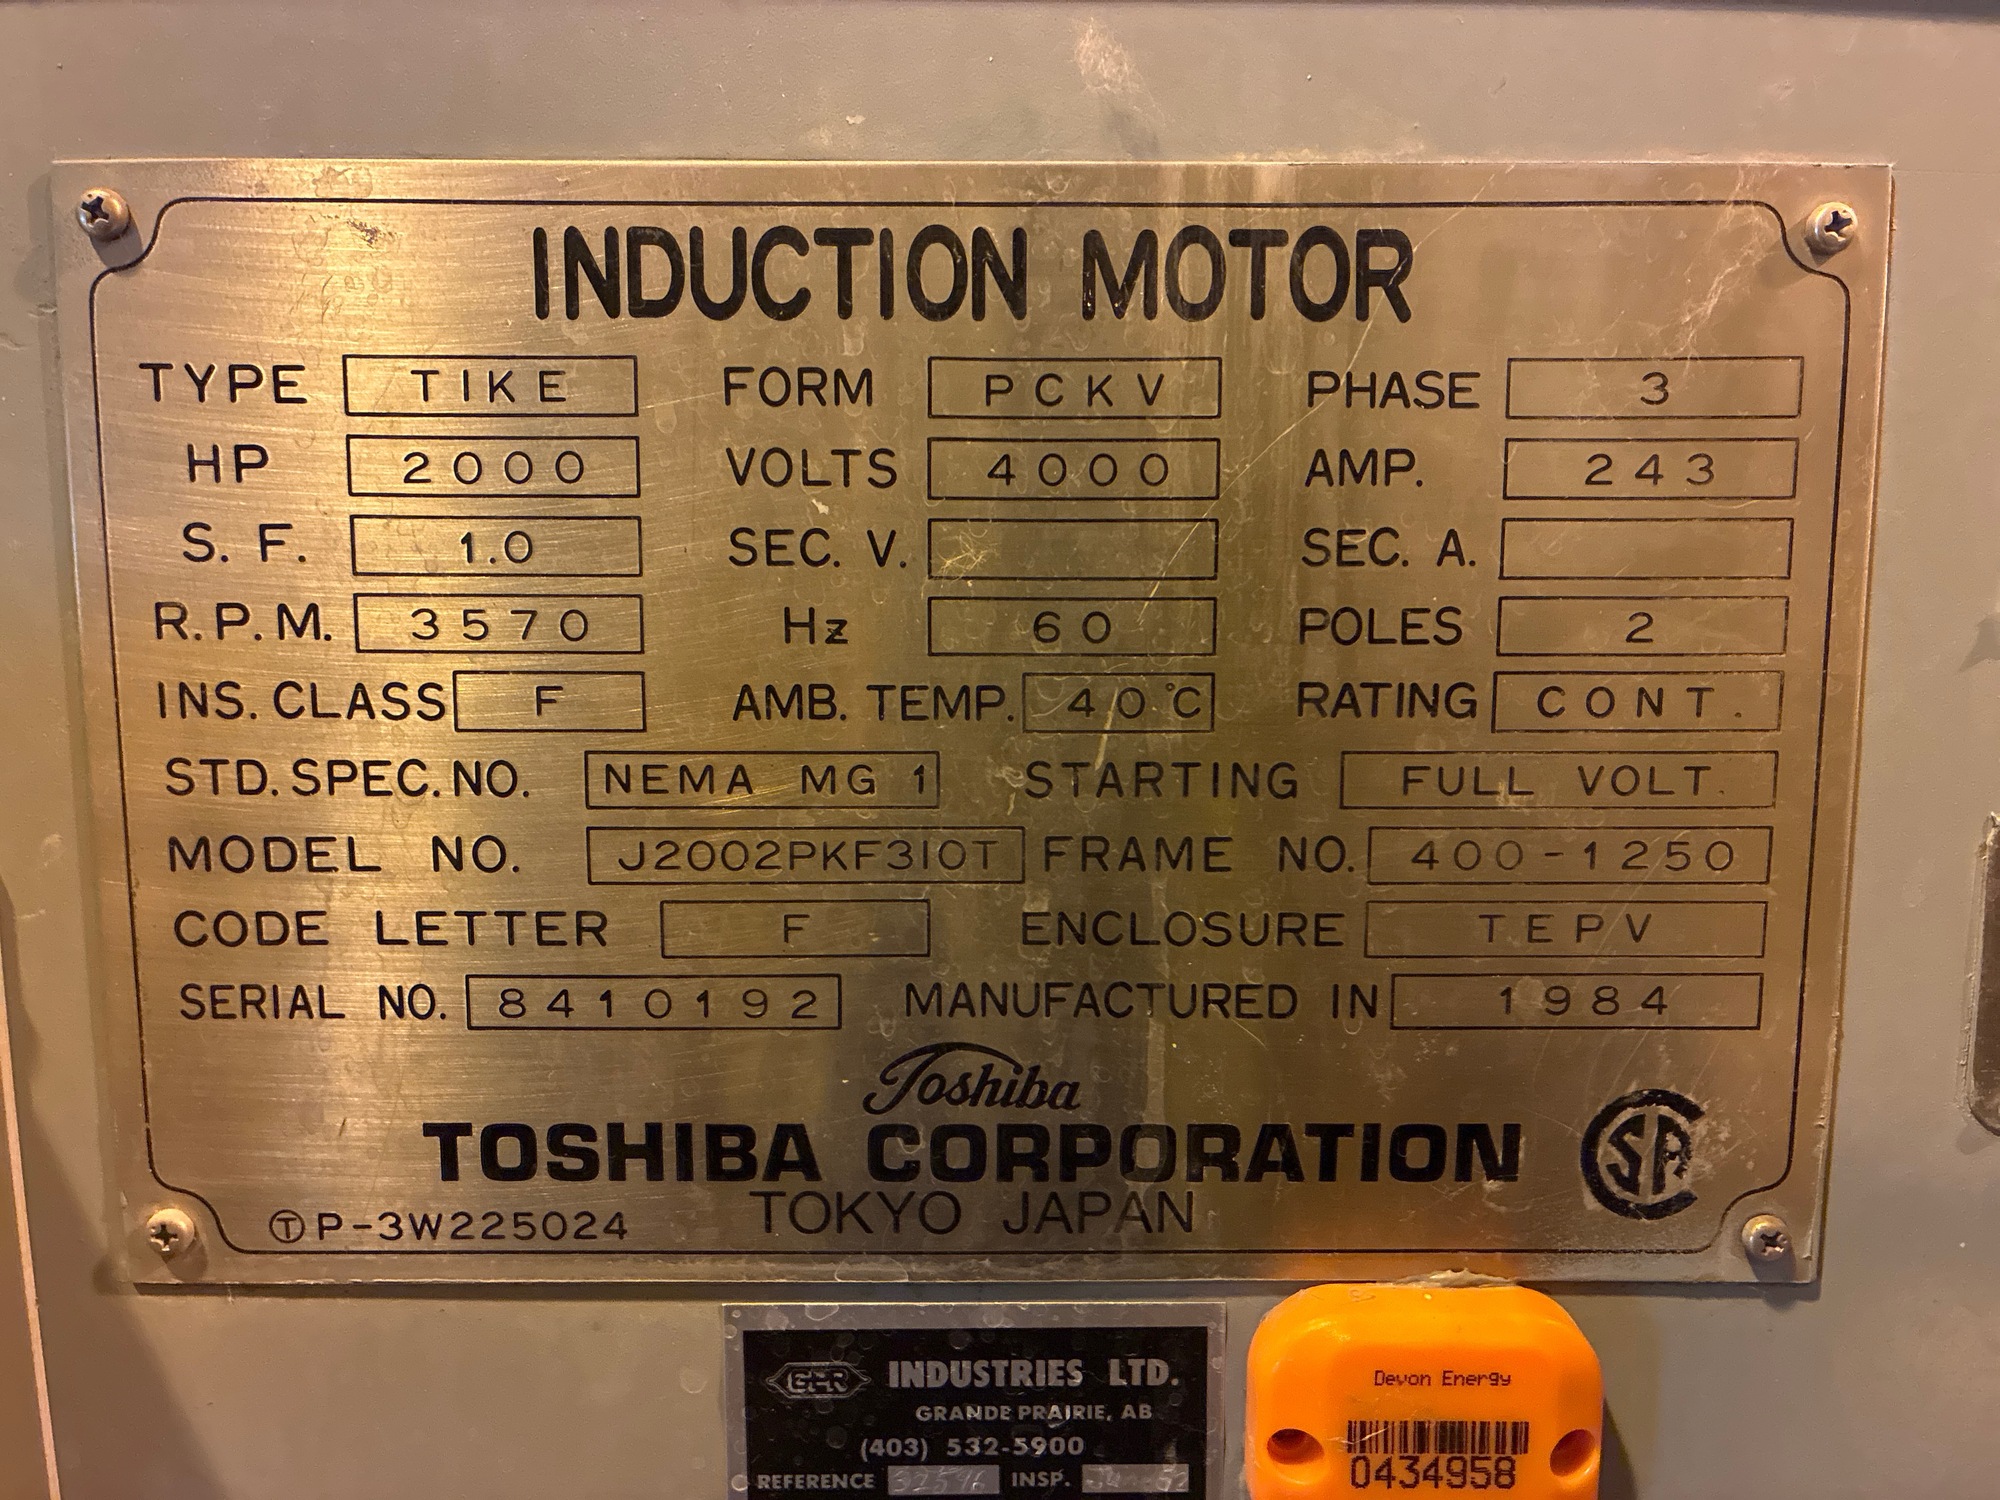 INDUCTION MOTOR
TYPE TIKE FORM PCKV PHASE 3
HP 2000 VOLTS 4000 AMP. 243
S. F. 1.0 SEC. V. SEC. A.
R.P.M. 3570 Hz 60 POLES 2
INS. CLASS F AMB. TEMP. 40°C RATING CONT.
STD. SPEC. NO. NEMA MG 1 STARTING FULL VOLT.
MODEL NO. J2002PKF3I0T FRAME NO. 400-1250
CODE LETTER F ENCLOSURE TEPV
SERIAL NO. 8410192 MANUFACTURED IN 1984
Toshiba
TOSHIBA CORPORATION
CSA
TOKYO JAPAN
Ⓣ P-3W225024
GPR INDUSTRIES LTD.
GRANDE PRAIRIE, AB
(403) 532-5900
REFERENCE INSP.
Devon Energy
0434958